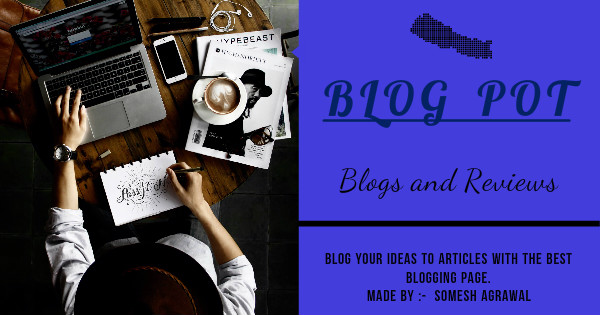 HYPEBEAST
BLOG POT
Blogs and Reviews
BLOG YOUR IDEAS TO ARTICLES WITH THE BEST
BLOGGING PAGE.
MADE BY :- SOMESH AGRAWAL